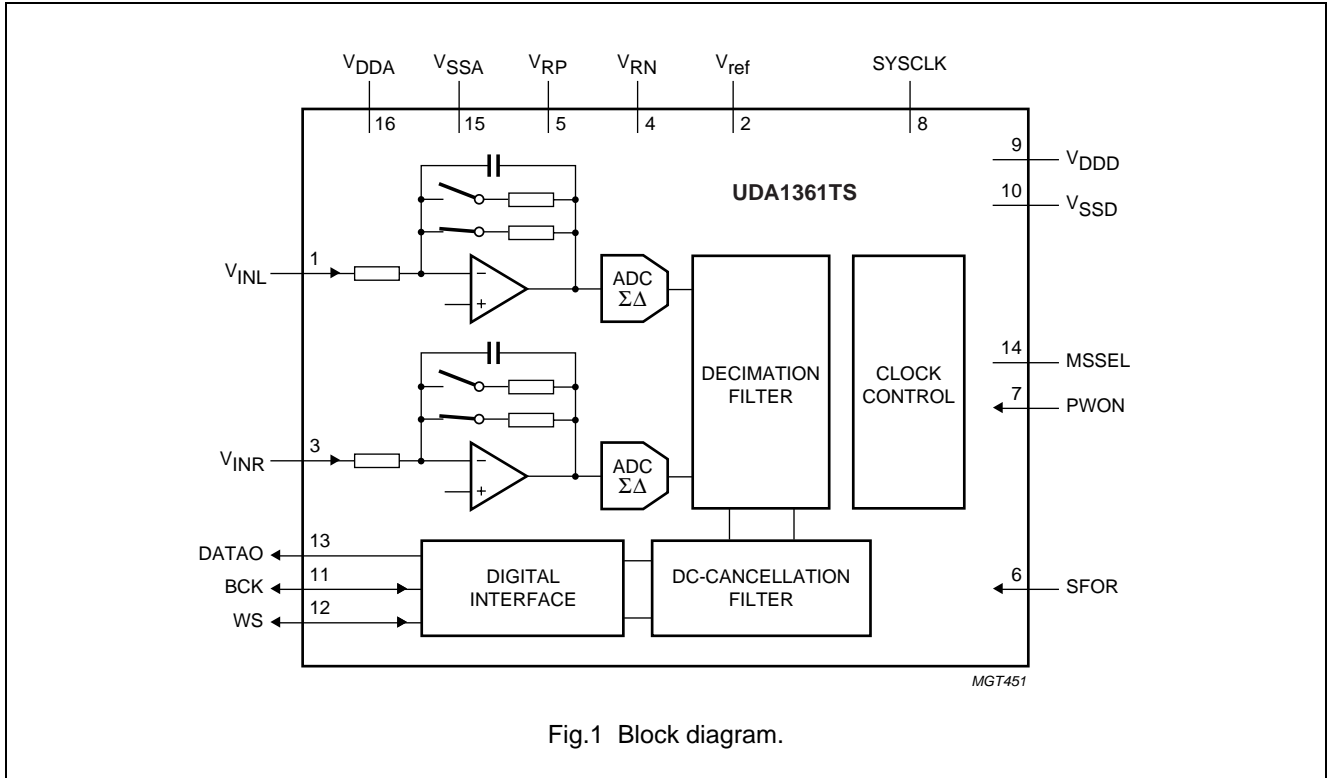 VDDA VSSA VRP VRN Vref SYSCLK
16 15 5 4 2 8
9 VDDD
UDA1361TS
10 VSSD
VINL 1
−
+
ADC
ΣΔ
14 MSSEL
DECIMATION
FILTER
CLOCK
CONTROL
7 PWON
VINR 3
−
+
ADC
ΣΔ
DATAO 13
BCK 11
WS 12
DIGITAL
INTERFACE
DC-CANCELLATION
FILTER
6 SFOR
MGT451
Fig.1 Block diagram.